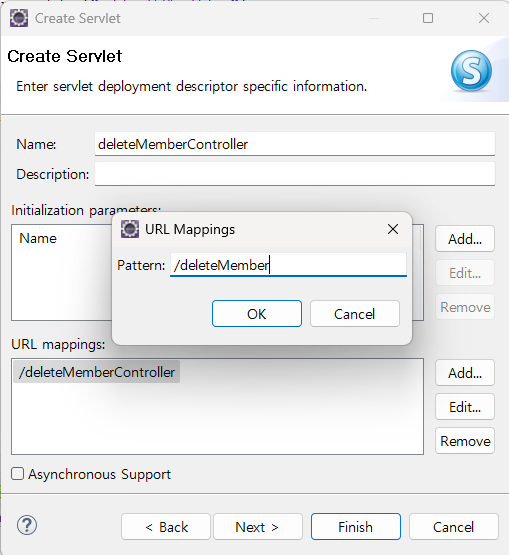 Create Servlet
Create Servlet
Enter servlet deployment descriptor specific information.
S
Name: deleteMemberController
Description:
Initialization parameters:
Name
Add...
Edit...
Remove
URL Mappings
Pattern: /deleteMember
OK Cancel
URL mappings:
/deleteMemberController
Add...
Edit...
Remove
Asynchronous Support
? < Back Next > Finish Cancel